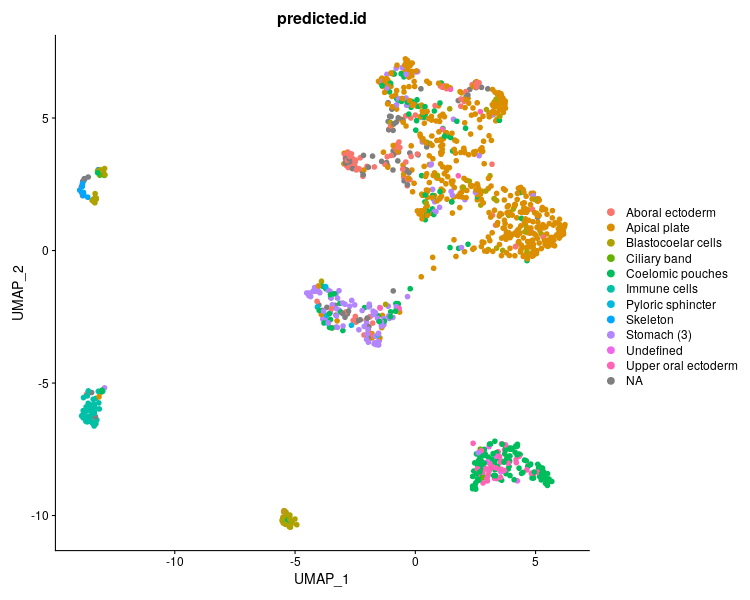 predicted.id
5
0
-5
-10
UMAP_2
-10
-5
0
5
UMAP_1
Aboral ectoderm
Apical plate
Blastocoelar cells
Ciliary band
Coelomic pouches
Immune cells
Pyloric sphincter
Skeleton
Stomach (3)
Undefined
Upper oral ectoderm
NA